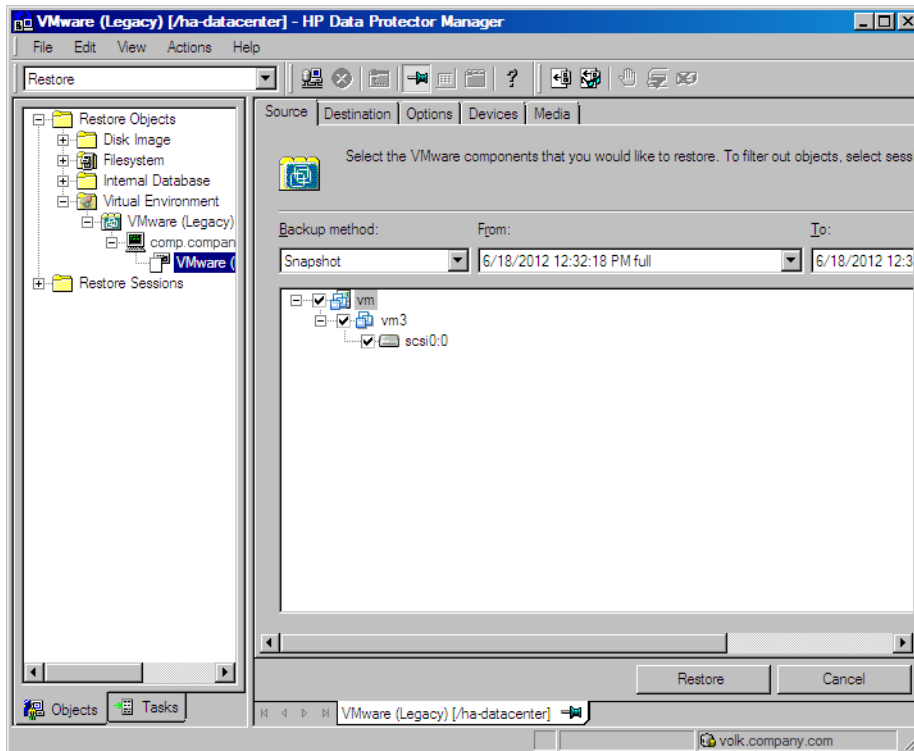 VMware (Legacy) [/ha-datacenter] - HP Data Protector Manager
File Edit View Actions Help
Restore
Restore Objects
Disk Image
Filesystem
Internal Database
Virtual Environment
VMware (Legacy)
comp.compan
VMware (
Restore Sessions
Objects Tasks
Source Destination Options Devices Media
Select the VMware components that you would like to restore. To filter out objects, select sess
Backup method: From: To:
Snapshot 6/18/2012 12:32:18 PM full 6/18/2012 12:3
vm
vm3
scsi0:0
Restore Cancel
VMware (Legacy) [/ha-datacenter]
volk.company.com